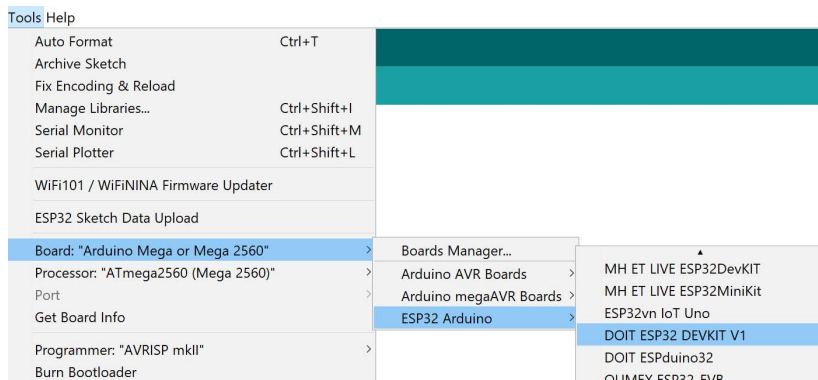 Tools Help
Auto Format Ctrl+T
Archive Sketch
Fix Encoding & Reload
Manage Libraries... Ctrl+Shift+I
Serial Monitor Ctrl+Shift+M
Serial Plotter Ctrl+Shift+L
WiFi101 / WiFiNINA Firmware Updater
ESP32 Sketch Data Upload
Board: "Arduino Mega or Mega 2560"
Processor: "ATmega2560 (Mega 2560)"
Port
Get Board Info
Programmer: "AVRISP mkII"
Burn Bootloader
Boards Manager...
Arduino AVR Boards
Arduino megaAVR Boards
ESP32 Arduino
MH ET LIVE ESP32DevKIT
MH ET LIVE ESP32MiniKit
ESP32vn IoT Uno
DOIT ESP32 DEVKIT V1
DOIT ESPduino32
OLIMEX ESP32-EVB